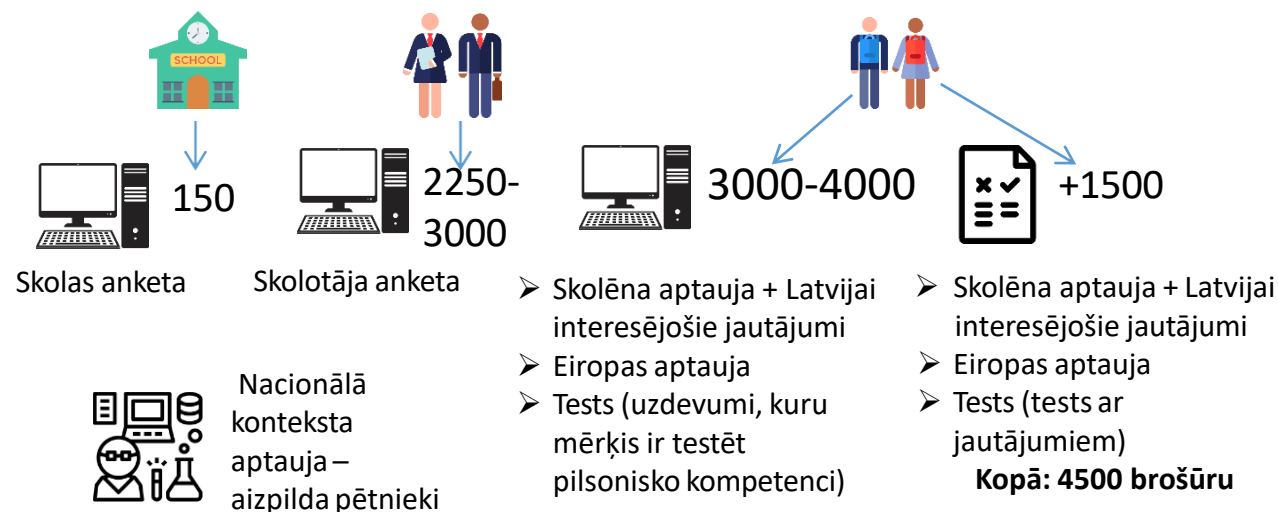 SCHOOL
150
Skolas anketa
2250-
3000
Skolotāja anketa
3000-4000
➢ Skolēna aptauja + Latvijai
interesējošie jautājumi
➢ Eiropas aptauja
➢ Tests (uzdevumi, kuru
mērķis ir testēt
pilsonisko kompetenci)
+1500
➢ Skolēna aptauja + Latvijai
interesējošie jautājumi
➢ Eiropas aptauja
➢ Tests (tests ar
jautājumiem)
Kopā: 4500 brošūru
Nacionālā
konteksta
aptauja –
aizpilda pētnieki